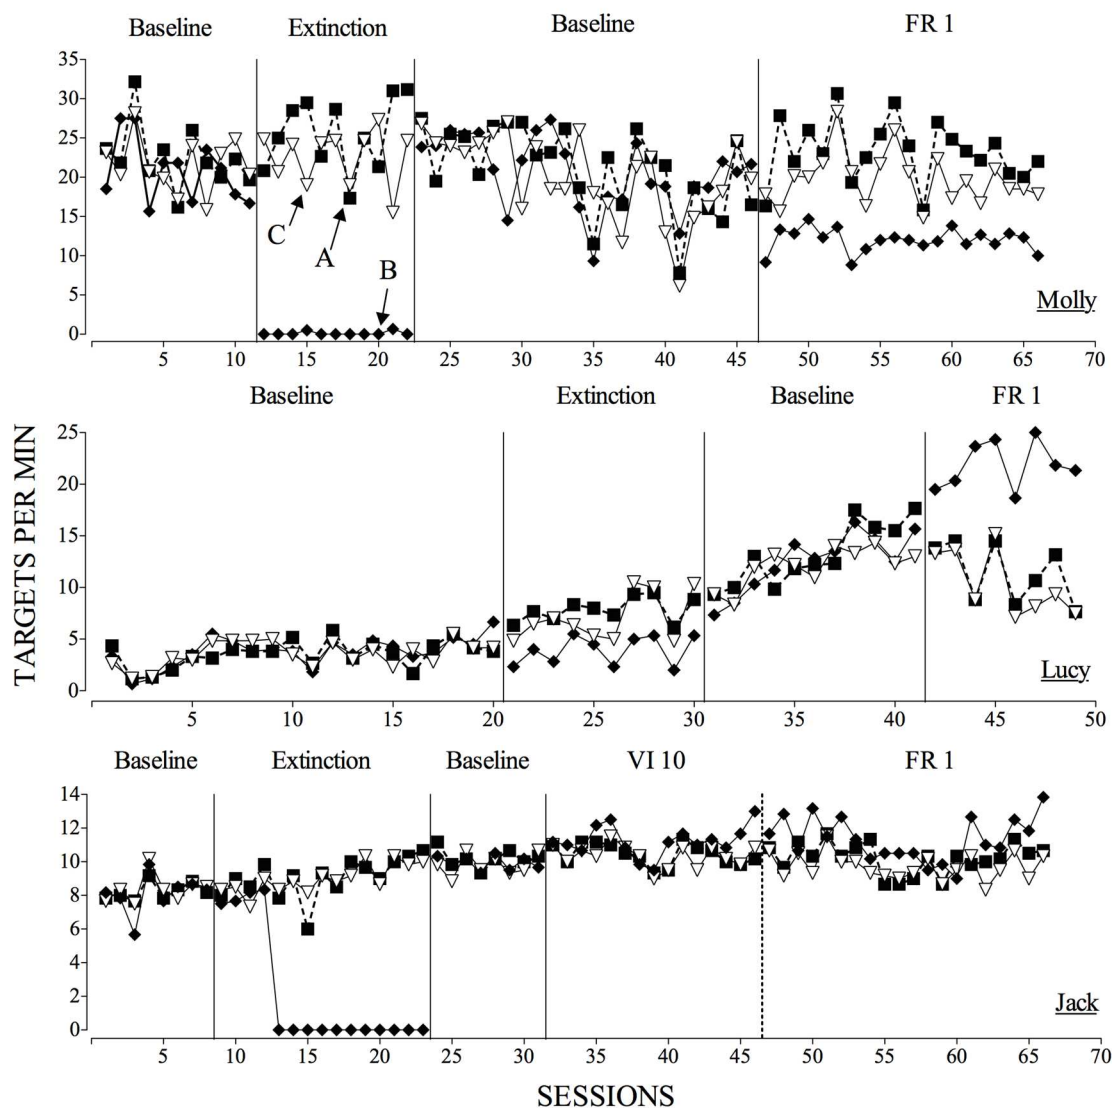 Baseline Extinction Baseline FR 1
35
30
25
20
15
10
5
0
C
A
B
Molly
5 10 15 20 25 30 35 40 45 50 55 60 65 70
Baseline Extinction Baseline FR 1
TARGETS PER MIN
25
20
15
10
5
0
Lucy
5 10 15 20 25 30 35 40 45 50
Baseline Extinction Baseline VI 10 FR 1
14
12
10
8
6
4
2
0
Jack
5 10 15 20 25 30 35 40 45 50 55 60 65 70
SESSIONS